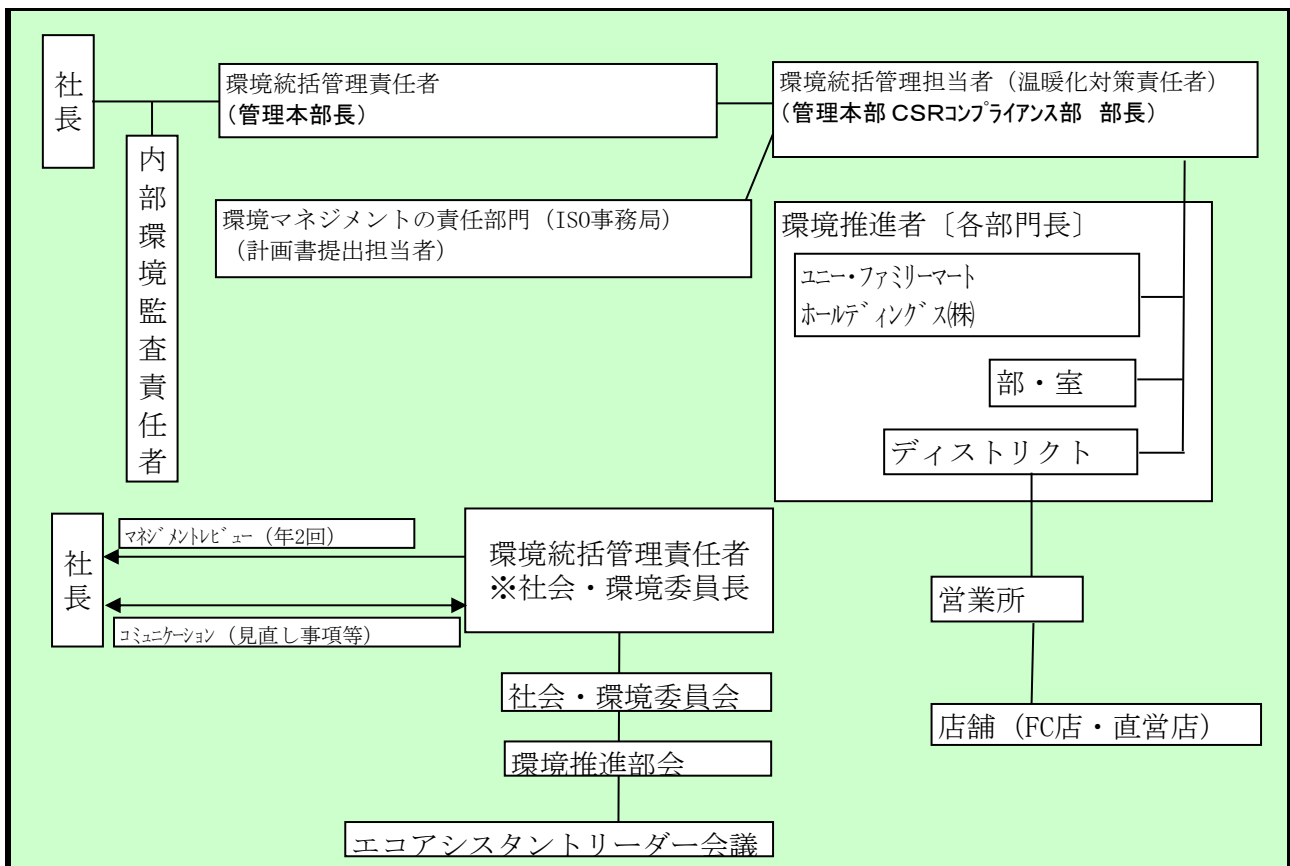 社長
環境統括管理責任者
（管理本部長）
環境統括管理担当者（温暖化対策責任者）
（管理本部 CSRｺﾝﾌﾟライアンス部 部長）
内部環境監査責任者
環境マネジメントの責任部門（ISO事務局）
（計画書提出担当者）
環境推進者〔各部門長〕
ユニー・ファミリーマート
ホールディングス㈱
部・室
ディストリクト
営業所
店舗（FC店・直営店）
社長
マネジメントレビュー（年2回）
コミュニケーション（見直し事項等）
環境統括管理責任者
※社会・環境委員長
社会・環境委員会
環境推進部会
エコアシスタントリーダー会議